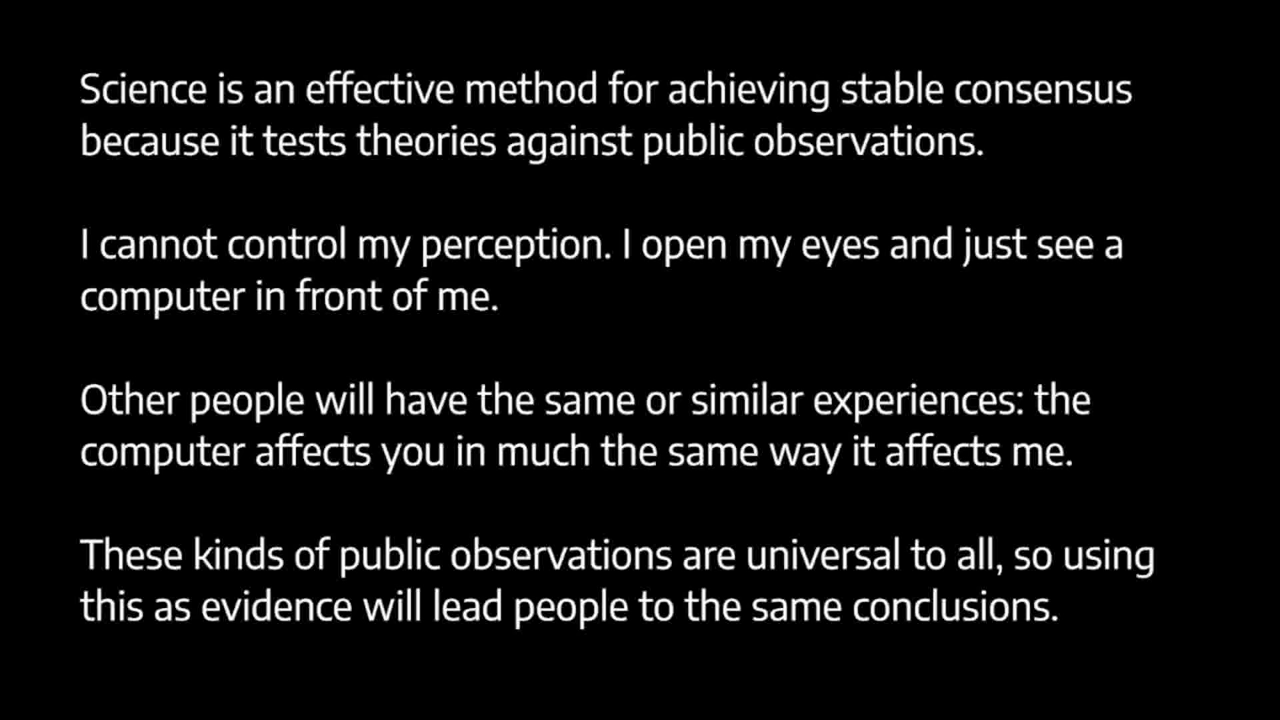 Science is an effective method for achieving stable consensus
because it tests theories against public observations.
I cannot control my perception. I open my eyes and just see a
computer in front of me.
Other people will have the same or similar experiences: the
computer affects you in much the same way it affects me.
These kinds of public observations are universal to all, so using
this as evidence will lead people to the same conclusions.